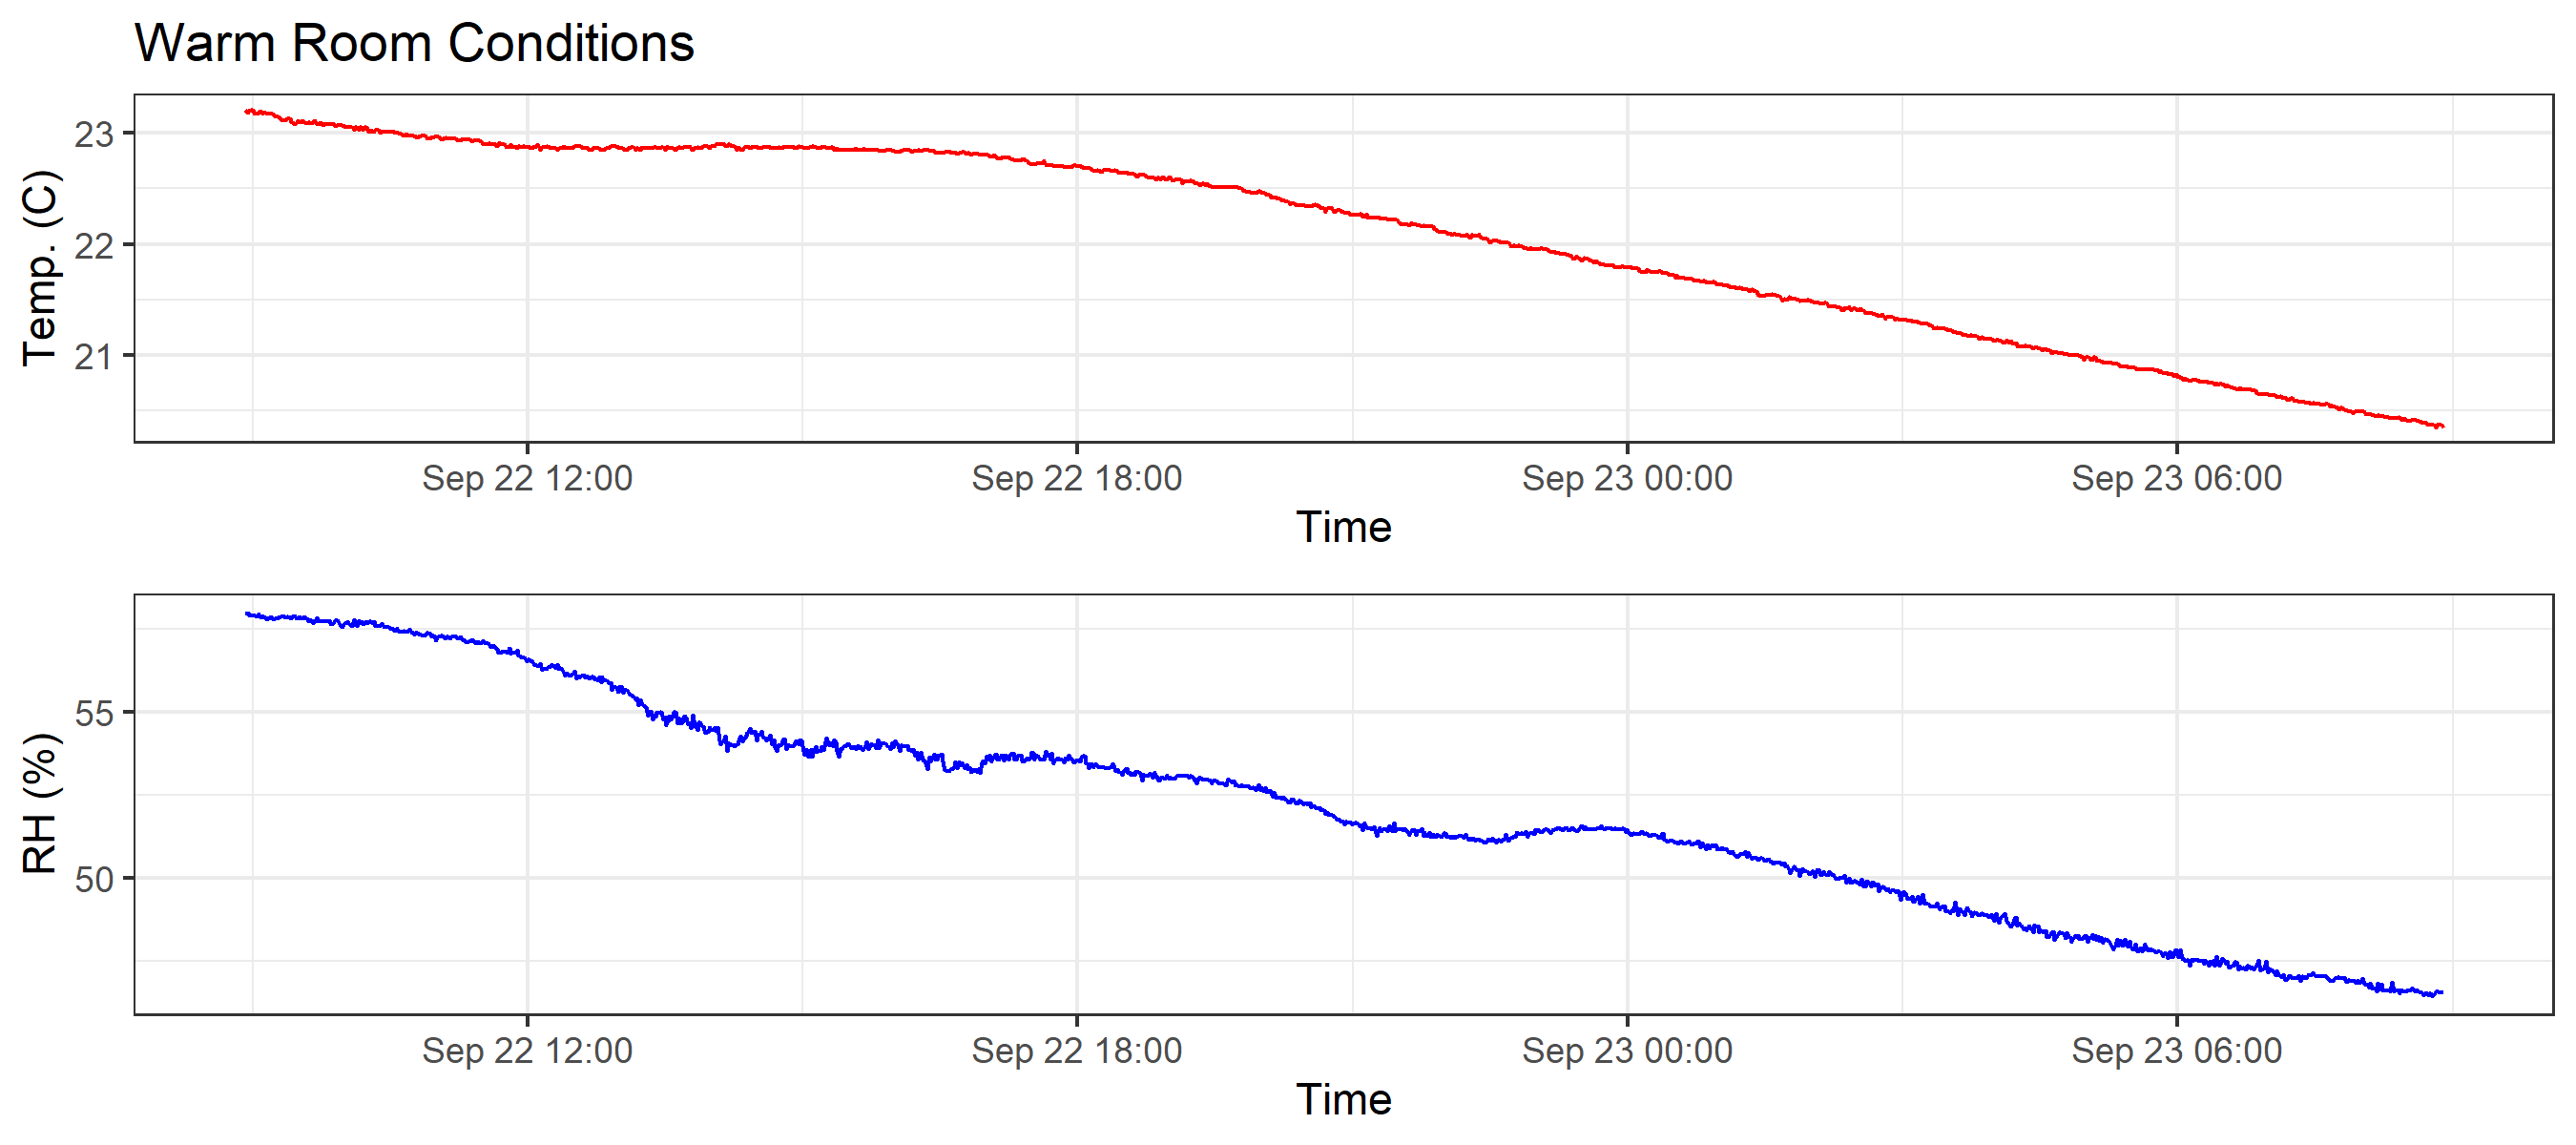 Warm Room Conditions
Temp. (C)
23
22
21
Sep 22 12:00 Sep 22 18:00 Sep 23 00:00 Sep 23 06:00
Time
RH (%)
55
50
Sep 22 12:00 Sep 22 18:00 Sep 23 00:00 Sep 23 06:00
Time